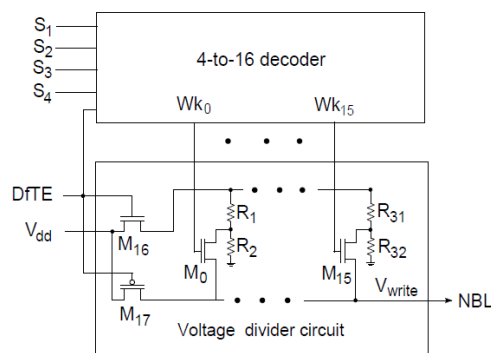 S1
S2
S3
S4
4-to-16 decoder
Wk0 Wk15
DfTE
Vdd
M16
R1
R2
M0
R31
R32
M15
M17
Vwrite
NBL
Voltage divider circuit